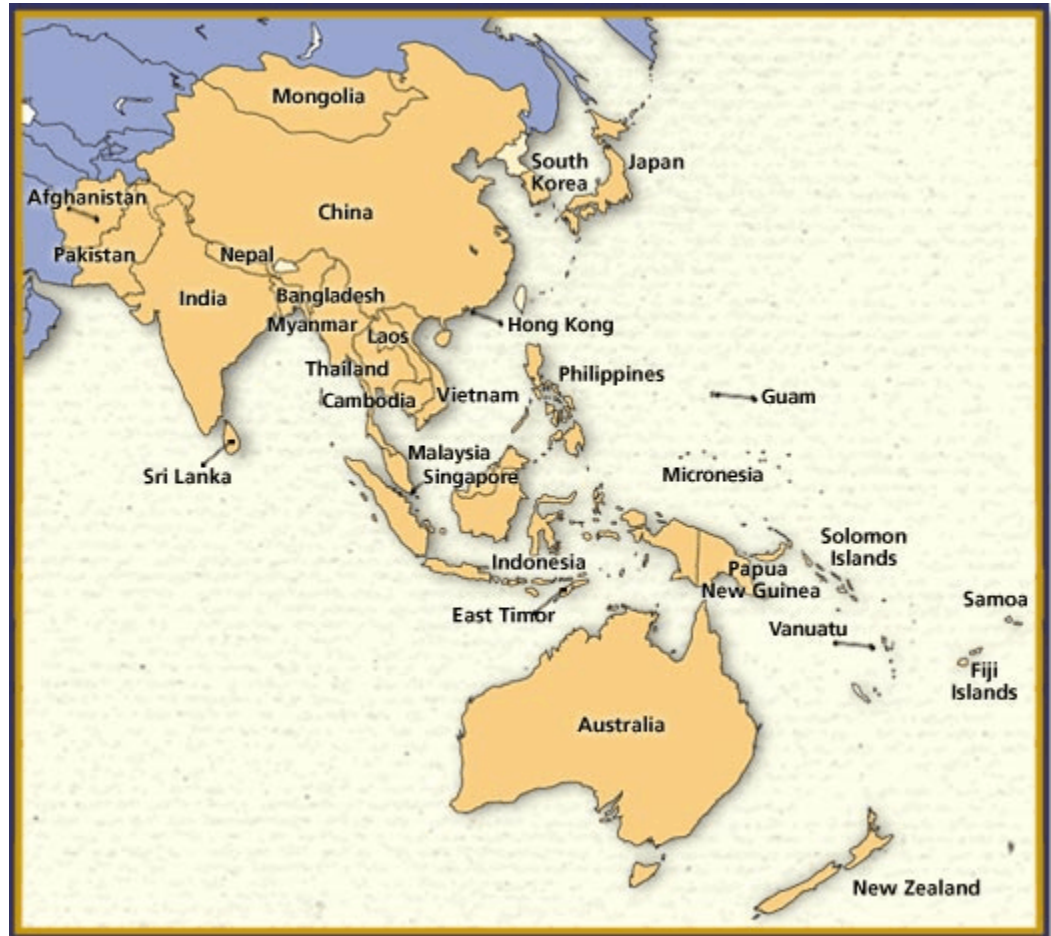 Mongolia
South
Korea
Japan
Afghanistan
China
Pakistan
Nepal
India
Bangladesh
Myanmar
Hong Kong
Laos
Thailand
Philippines
Cambodia
Vietnam
Guam
Malaysia
Sri Lanka
Singapore
Micronesia
Solomon
Islands
Indonesia
Papua
New Guinea
East Timor
Samoa
Vanuatu
Fiji
Islands
Australia
New Zealand